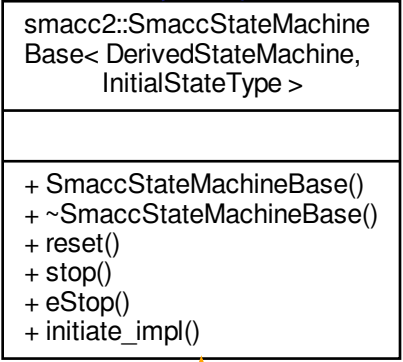 smacc2::SmaccStateMachine
Base< DerivedStateMachine,
InitialStateType >
+ SmaccStateMachineBase()
+ ~SmaccStateMachineBase()
+ reset()
+ stop()
+ eStop()
+ initiate_impl()